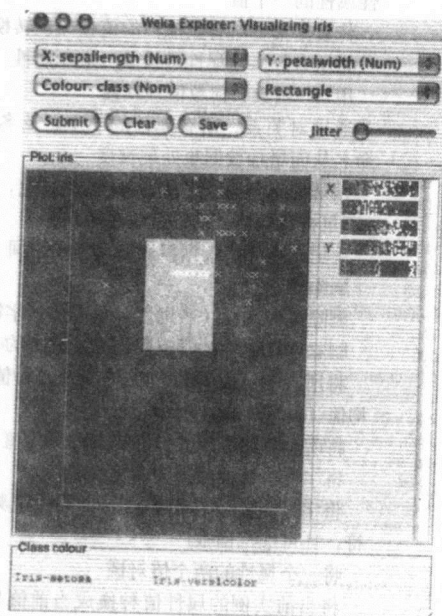 Weka Explorer: Visualizing iris
X: sepallength (Num) Y: petalwidth (Num)
Colour: class (Nom) Rectangle
Submit Clear Save Jitter
Plot: iris
X
Y
Class colour
Iris-setosa Iris-versicolor